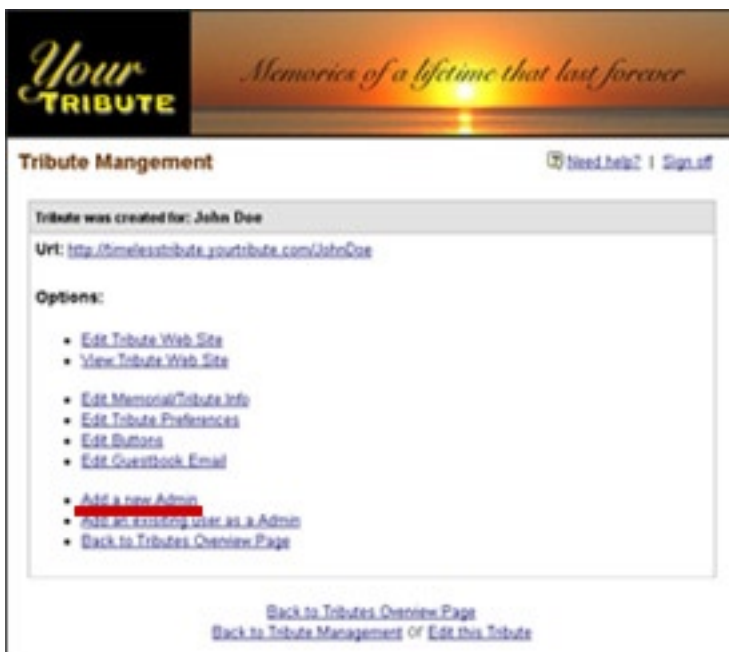 Your
TRIBUTE
Memories of a lifetime that last forever
Tribute Mangement
Need help? | Sign off
Tribute was created for: John Doe
Url: http://timelesstribute.yourtribute.com/JohnDoe
Options:
Edit Tribute Web Site
View Tribute Web Site
Edit Memorial/Tribute Info
Edit Tribute Preferences
Edit Buttons
Edit Guestbook Email
Add a new Admin
Add an exisiting user as a Admin
Back to Tributes Overview Page
Back to Tributes Overview Page
Back to Tribute Management or Edit this Tribute